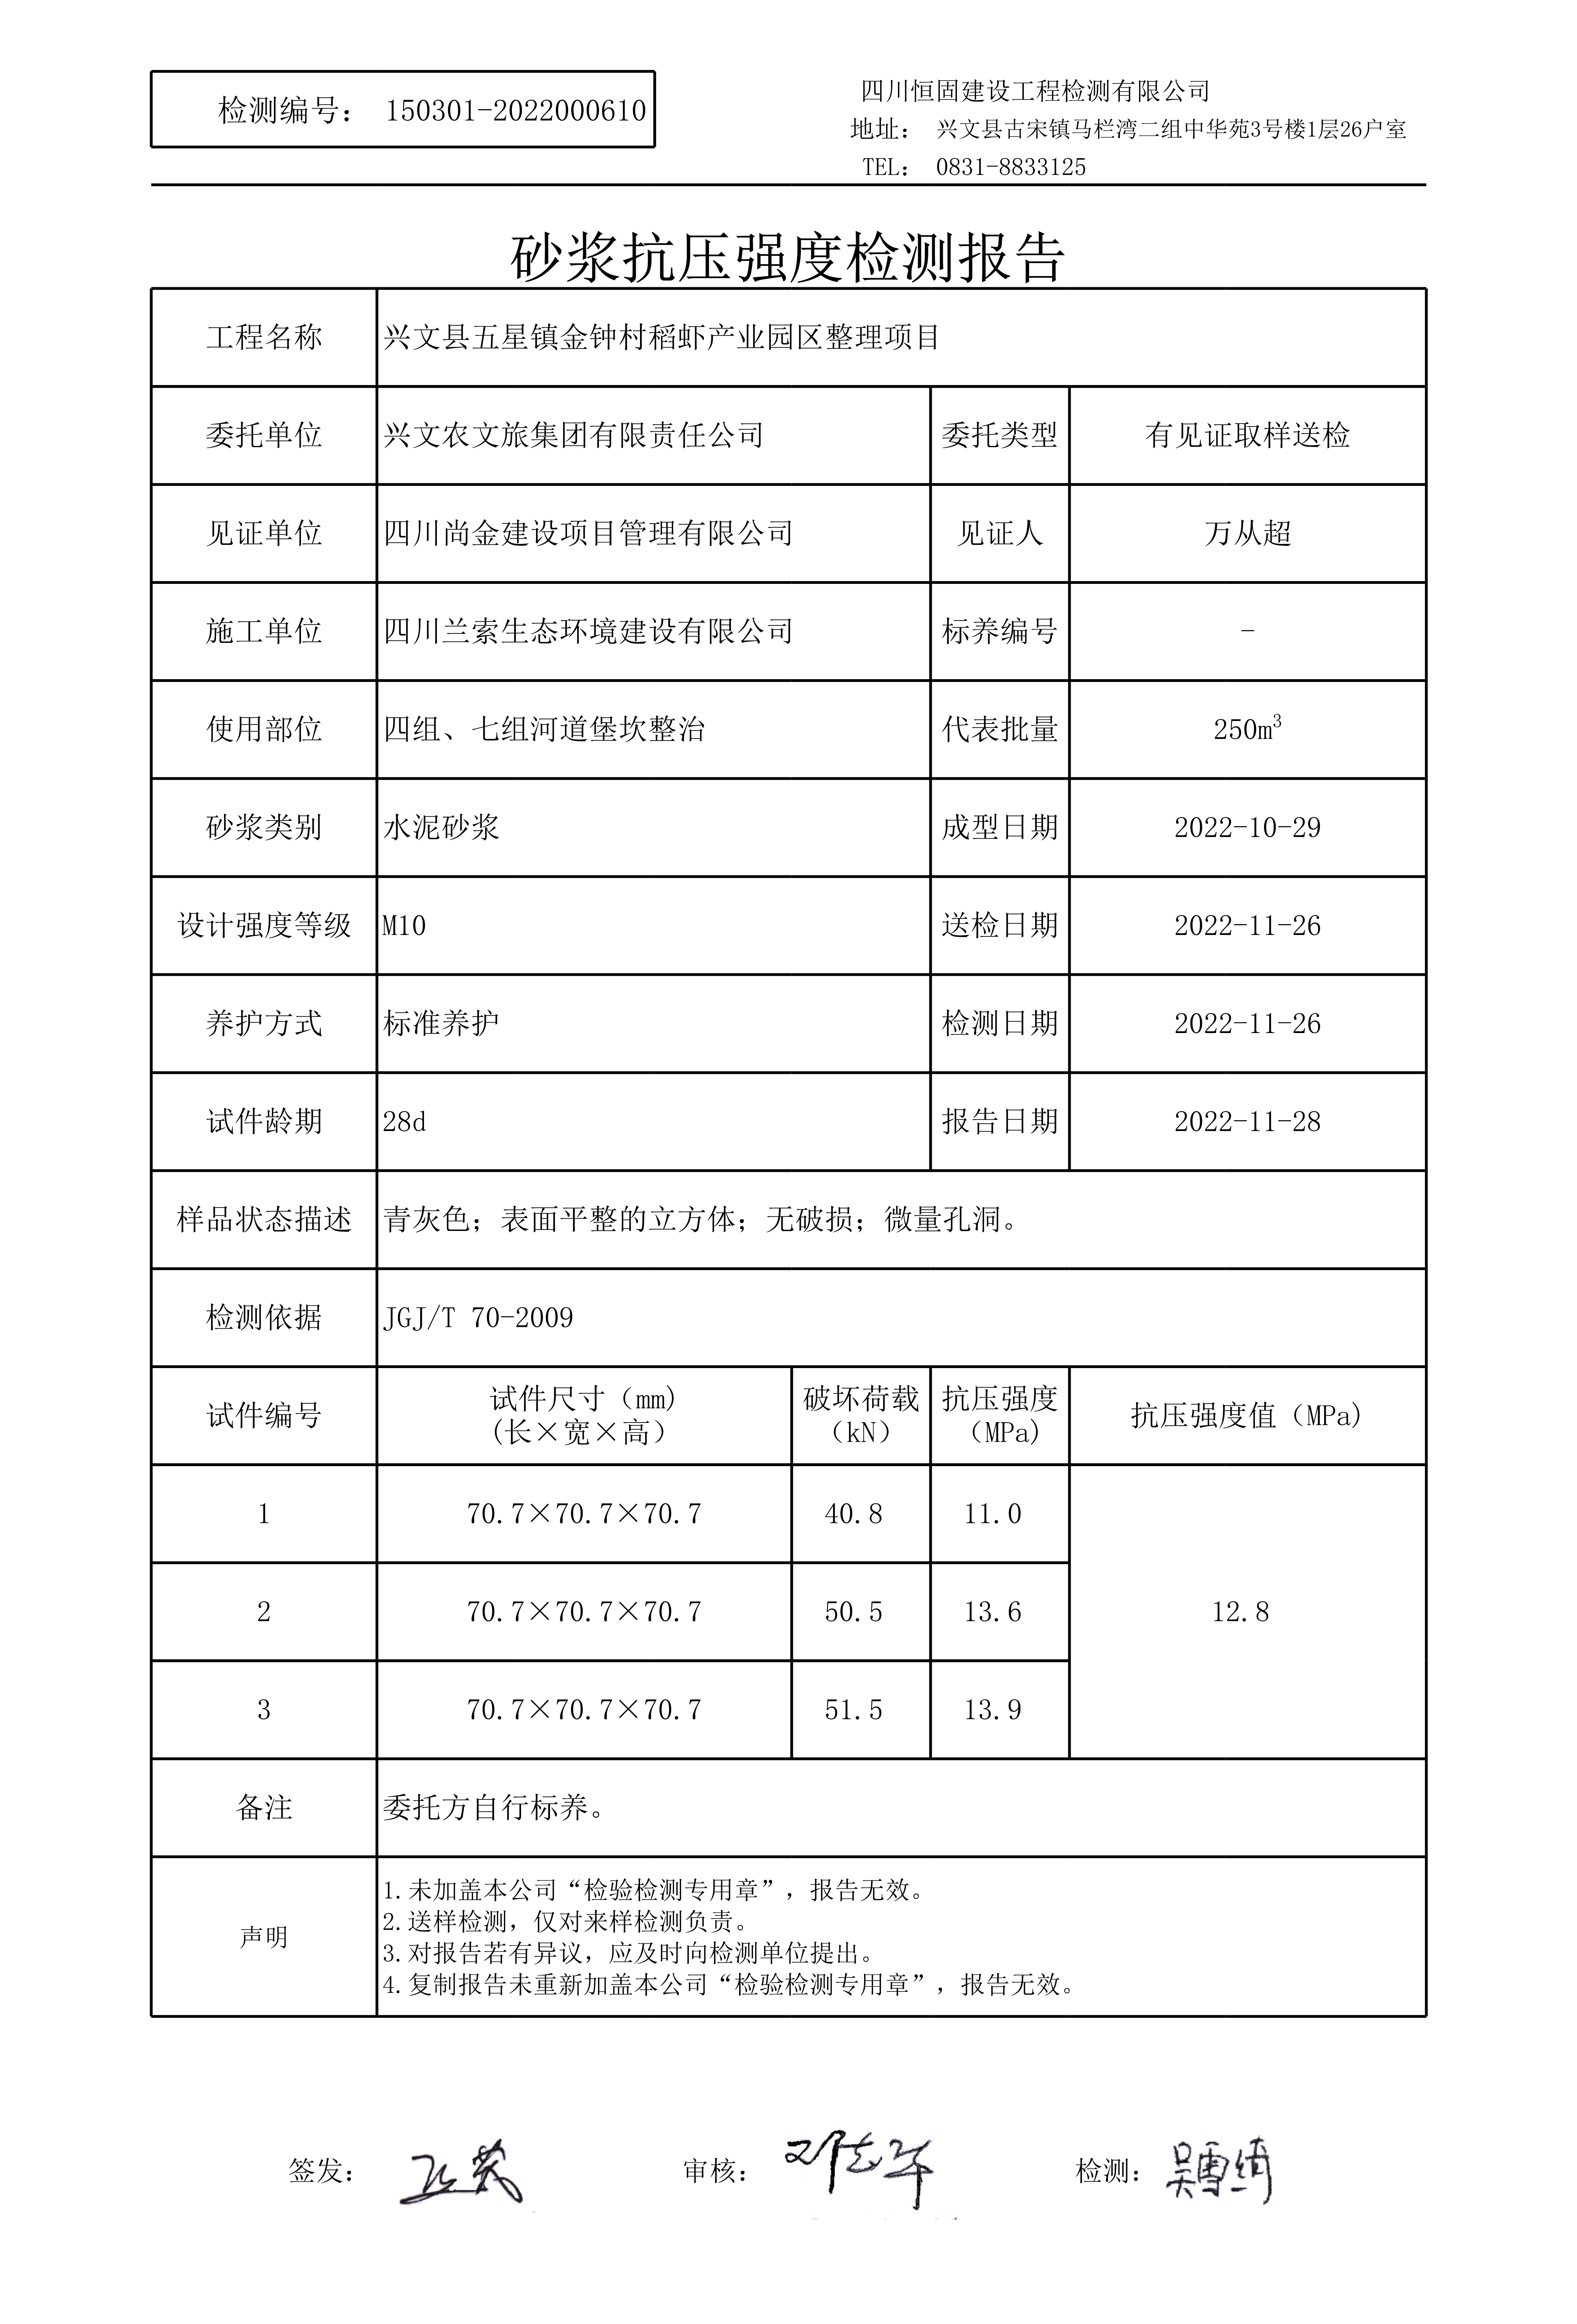 检测编号： 150301-2022000610
四川恒固建设工程检测有限公司
地址： 兴文县古宋镇马栏湾二组中华苑3号楼1层26户室
TEL： 0831-8833125
砂浆抗压强度检测报告
工程名称 兴文县五星镇金钟村稻虾产业园区整理项目
委托单位 兴文农文旅集团有限责任公司 委托类型 有见证取样送检
见证单位 四川尚金建设项目管理有限公司 见证人 万从超
施工单位 四川兰索生态环境建设有限公司 标养编号 -
使用部位 四组、七组河道堡坎整治 代表批量 250m³
砂浆类别 水泥砂浆 成型日期 2022-10-29
设计强度等级 M10 送检日期 2022-11-26
养护方式 标准养护 检测日期 2022-11-26
试件龄期 28d 报告日期 2022-11-28
样品状态描述 青灰色；表面平整的立方体；无破损；微量孔洞。
检测依据 JGJ/T 70-2009
试件编号 试件尺寸（mm） 破坏荷载 抗压强度 抗压强度值（MPa）
（长×宽×高） （kN） （MPa）
1 70.7×70.7×70.7 40.8 11.0
2 70.7×70.7×70.7 50.5 13.6 12.8
3 70.7×70.7×70.7 51.5 13.9
备注 委托方自行标养。
声明
1.未加盖本公司“检验检测专用章”，报告无效。
2.送样检测，仅对来样检测负责。
3.对报告若有异议，应及时向检测单位提出。
4.复制报告未重新加盖本公司“检验检测专用章”，报告无效。
签发： 审核： 检测：吴雪绮